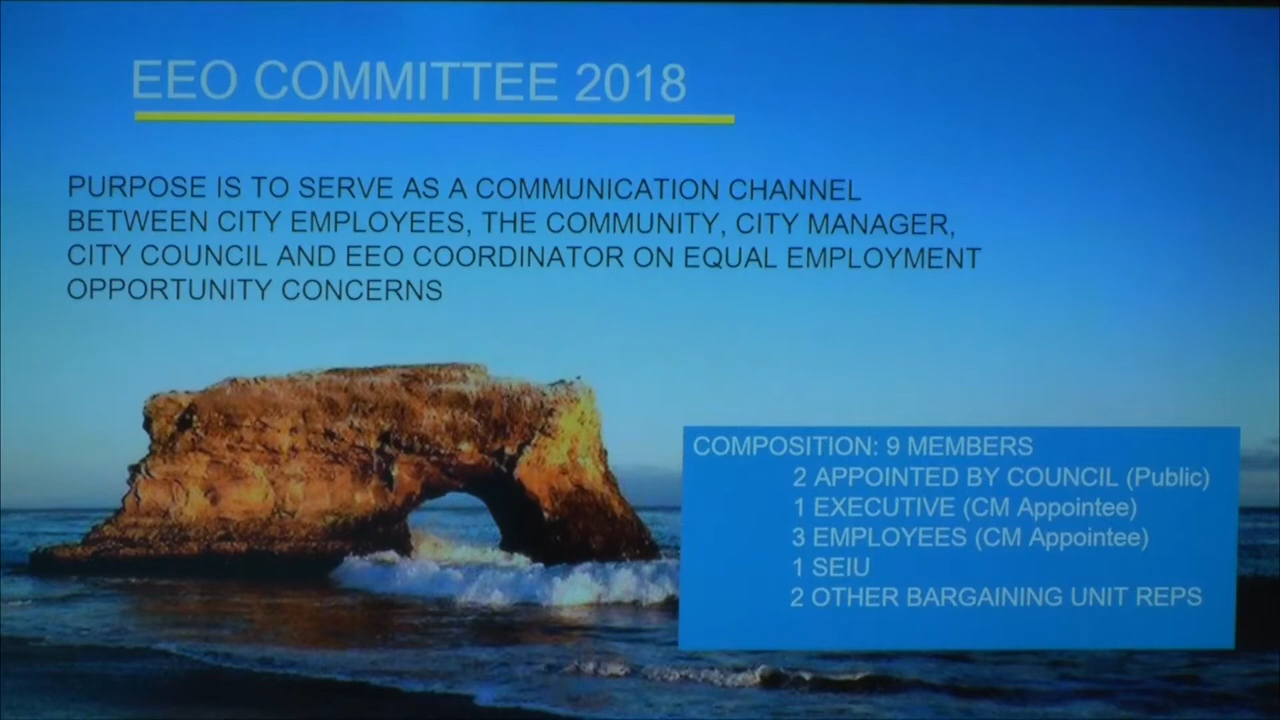 EEO COMMITTEE 2018
PURPOSE IS TO SERVE AS A COMMUNICATION CHANNEL
BETWEEN CITY EMPLOYEES, THE COMMUNITY, CITY MANAGER,
CITY COUNCIL AND EEO COORDINATOR ON EQUAL EMPLOYMENT
OPPORTUNITY CONCERNS
COMPOSITION: 9 MEMBERS
2 APPOINTED BY COUNCIL (Public)
1 EXECUTIVE (CM Appointee)
3 EMPLOYEES (CM Appointee)
1 SEIU
2 OTHER BARGAINING UNIT REPS